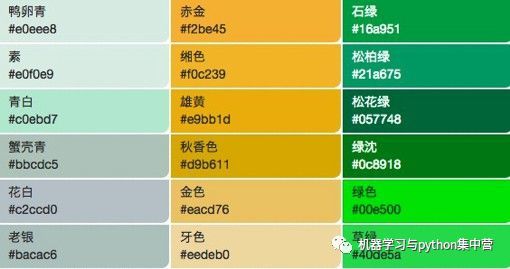 鸭卵青
#e0eee8
赤金
#f2be45
石绿
#16a951
素
#e0f0e9
缃色
#f0c239
松柏绿
#21a675
青白
#c0ebd7
雄黄
#e9bb1d
松花绿
#057748
蟹壳青
#bbcdc5
秋香色
#d9b611
绿沈
#0c8918
花白
#c2ccd0
金色
#eacd76
绿色
#00e500
老银
#bacac6
牙色
#eedeb0
草绿
#40de5a
机器学习与python集中营